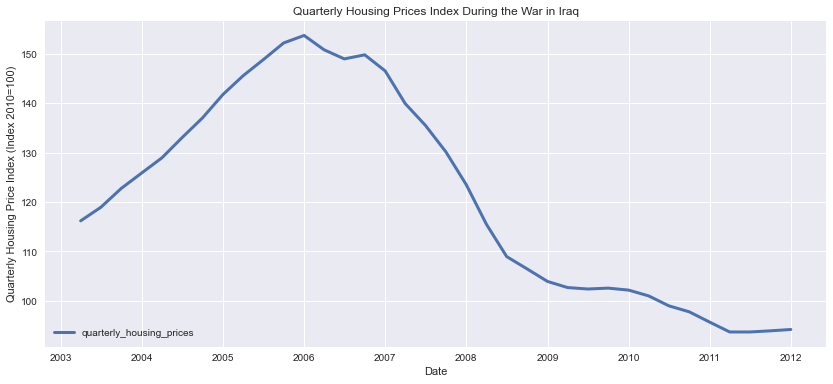 Quarterly Housing Prices Index During the War in Iraq
Quarterly Housing Price Index (Index 2010=100)
150
140
130
120
110
100
quarterly_housing_prices
2003 2004 2005 2006 2007 2008 2009 2010 2011 2012
Date